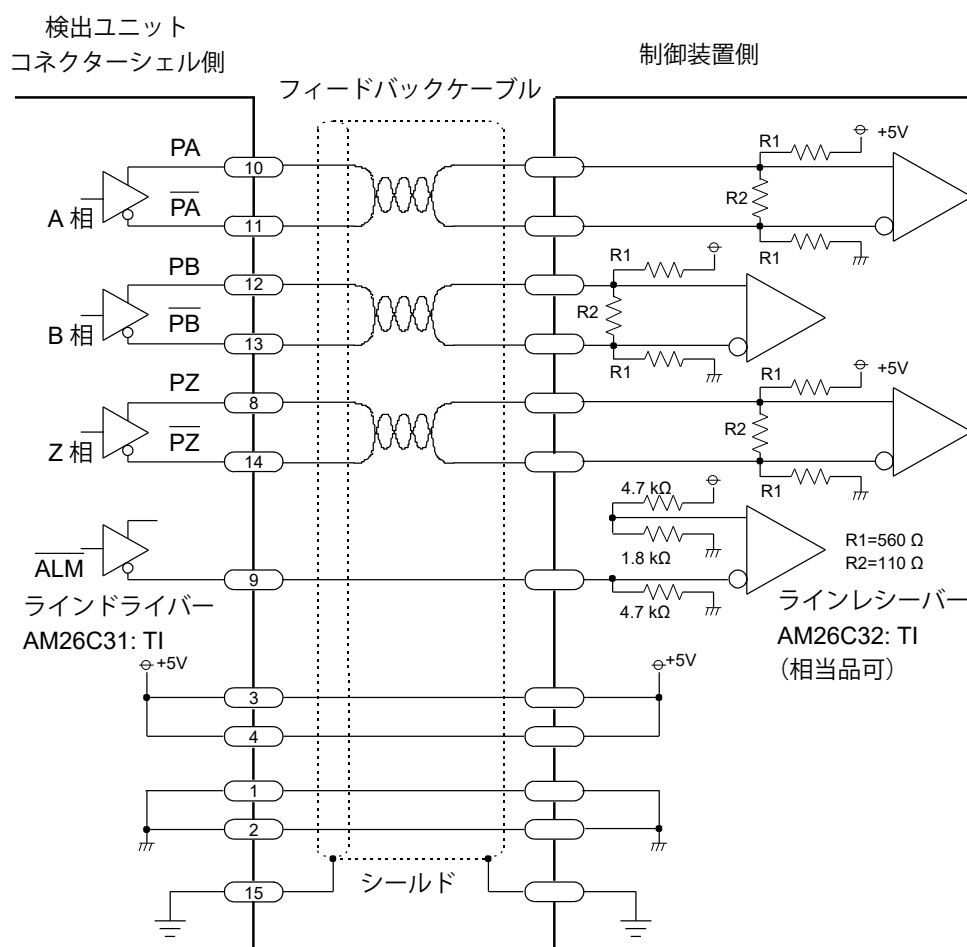 検出ユニット
コネクターシェル側
制御装置側
フィードバックケーブル
PA
10
R1
+5V
A 相
PA
R2
11
R1
PB
12
R1
B 相
PB
R2
13
R1
PZ
8
R1
+5V
Z 相
PZ
R2
14
R1
4.7 kΩ
1.8 kΩ
R1=560 Ω
R2=110 Ω
ALM
9
4.7 kΩ
ラインドライバー
AM26C31: TI
ラインレシーバー
AM26C32: TI
（相当品可）
+5V
+5V
3
4
1
2
シールド
15